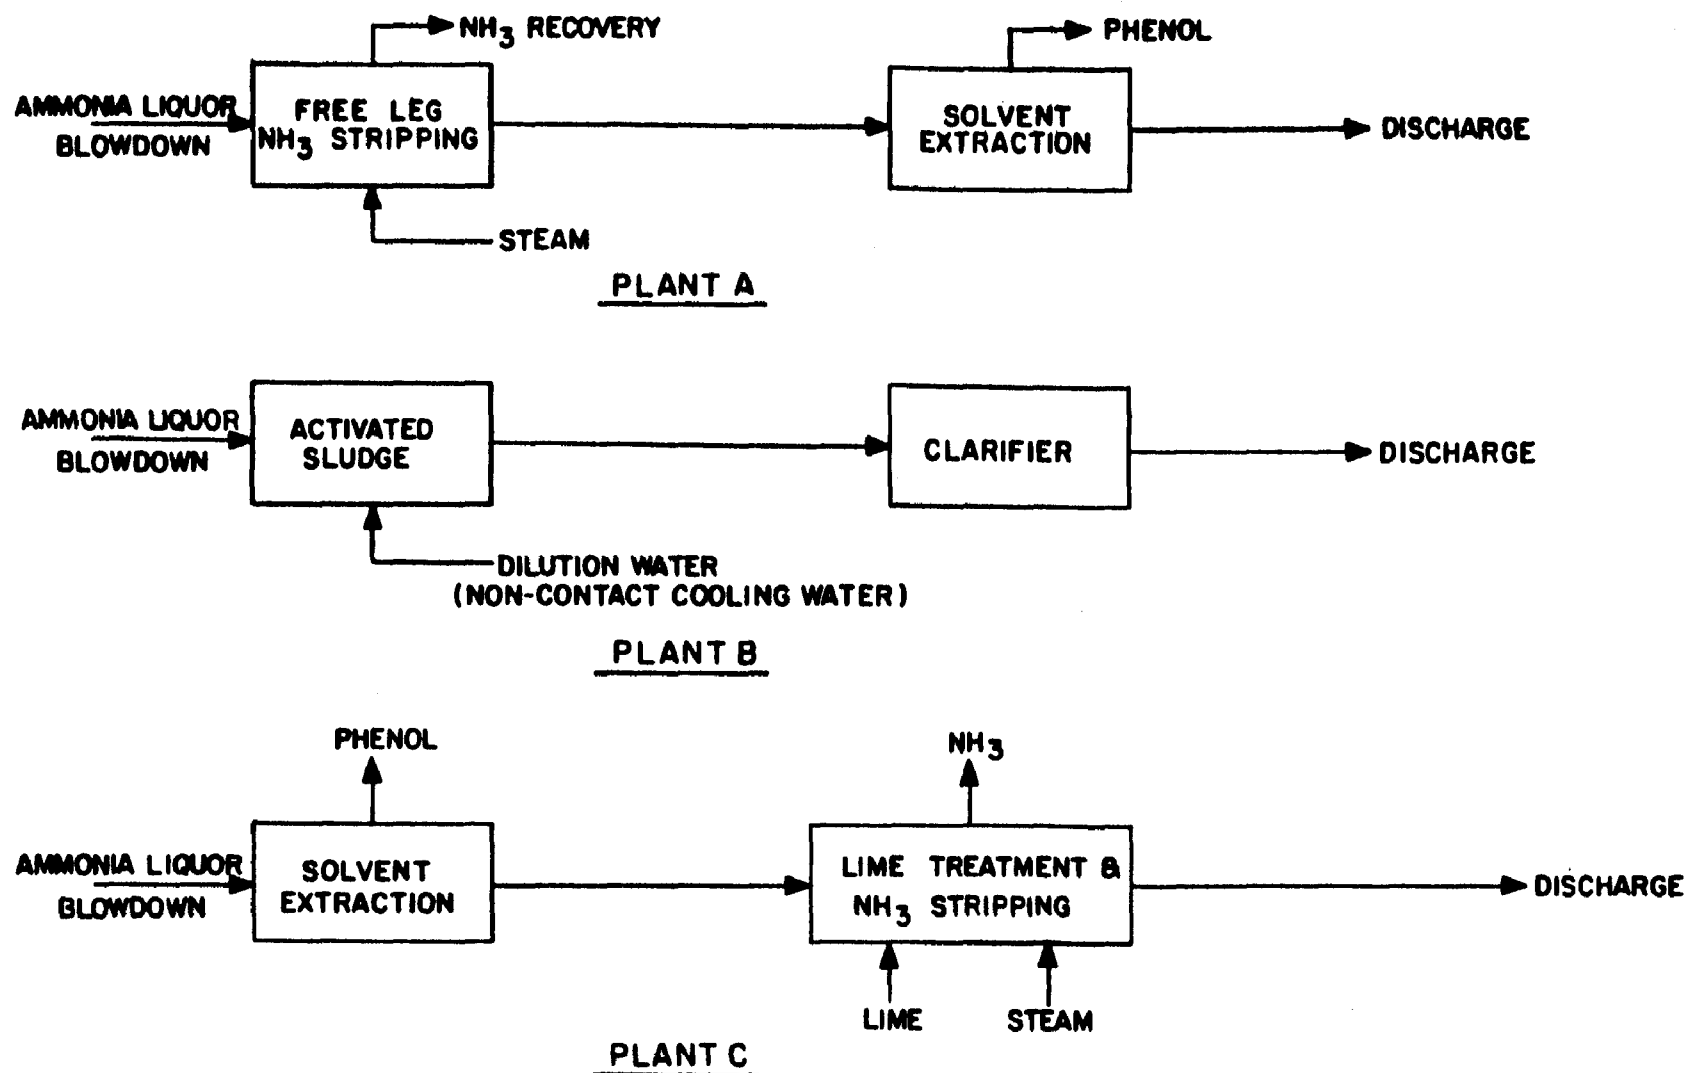 NH3 RECOVERY
PHENOL
AMMONIA LIQUOR
BLOWDOWN
FREE LEG
NH3 STRIPPING
SOLVENT
EXTRACTION
DISCHARGE
STEAM
PLANT A
AMMONIA LIQUOR
BLOWDOWN
ACTIVATED
SLUDGE
CLARIFIER
DISCHARGE
DILUTION WATER
(NON-CONTACT COOLING WATER)
PLANT B
PHENOL
NH3
AMMONIA LIQUOR
BLOWDOWN
SOLVENT
EXTRACTION
LIME TREATMENT &
NH3 STRIPPING
DISCHARGE
LIME
STEAM
PLANT C